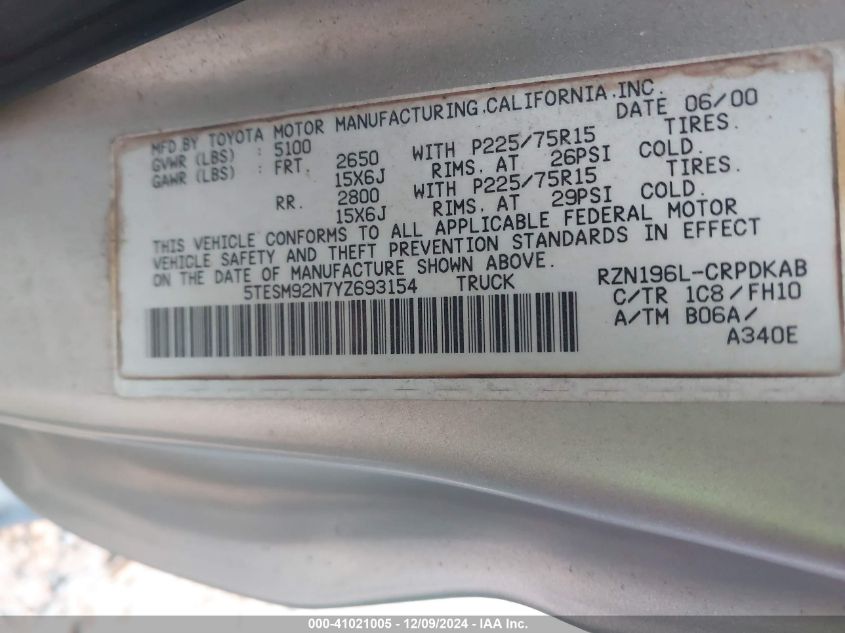 MFD.BY TOYOTA MOTOR MANUFACTURING.CALIFORNIA.INC.
GVWR (LBS) : 5100 DATE 06/00
GAWR (LBS) : FRT. 2650 WITH P225/75R15 TIRES.
15X6J RIMS. AT 26PSI COLD.
RR. 2800 WITH P225/75R15 TIRES.
15X6J RIMS. AT 29PSI COLD.
THIS VEHICLE CONFORMS TO ALL APPLICABLE FEDERAL MOTOR
VEHICLE SAFETY AND THEFT PREVENTION STANDARDS IN EFFECT
ON THE DATE OF MANUFACTURE SHOWN ABOVE.
5TESM92N7YZ693154 TRUCK RZN196L-CRPDKAB
C/TR 1C8/FH10
A/TM B06A/
A340E
000-41021005 - 12/09/2024 - IAA Inc.